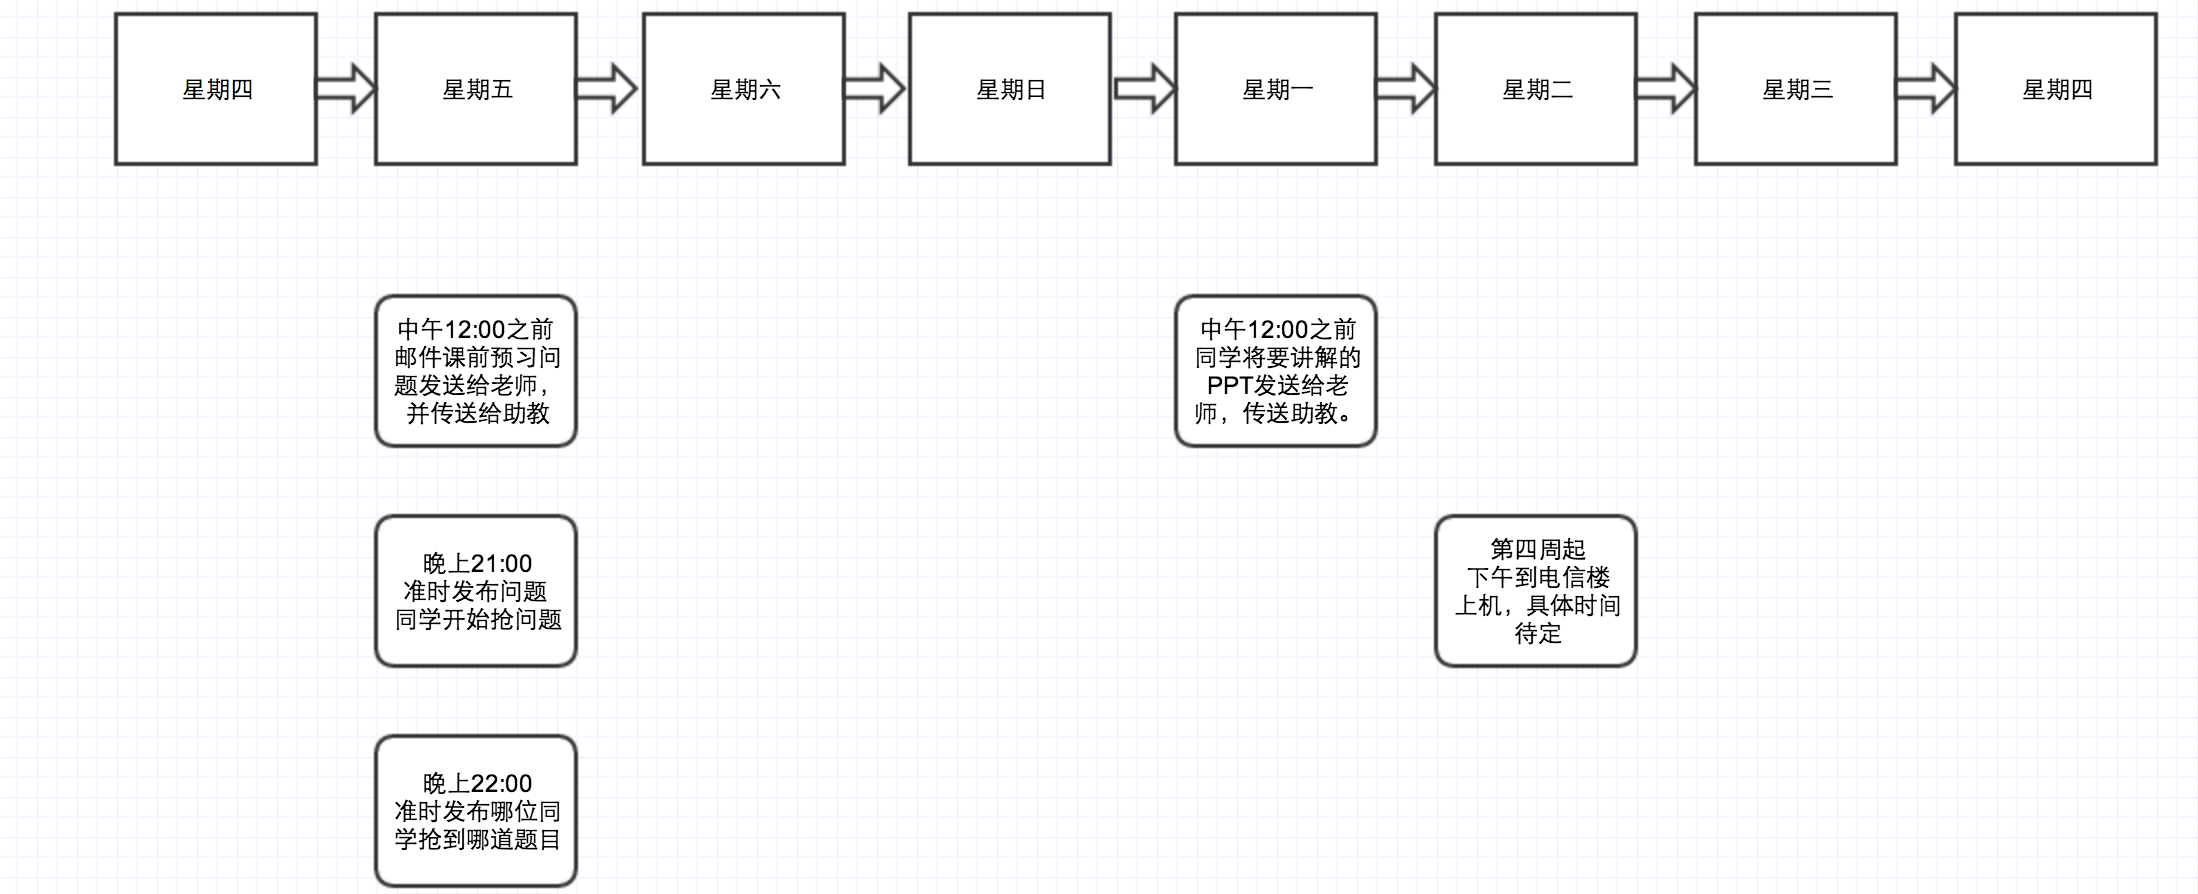 星期四
星期五
星期六
星期日
星期一
星期二
星期三
星期四
中午12:00之前
邮件课前预习问
题发送给老师，
并传送给助教
中午12:00之前
同学将要讲解的
PPT发送给老
师，传送助教。
晚上21:00
准时发布问题
同学开始抢问题
第四周起
下午到电信楼
上机，具体时间
待定
晚上22:00
准时发布哪位同
学抢到哪道题目